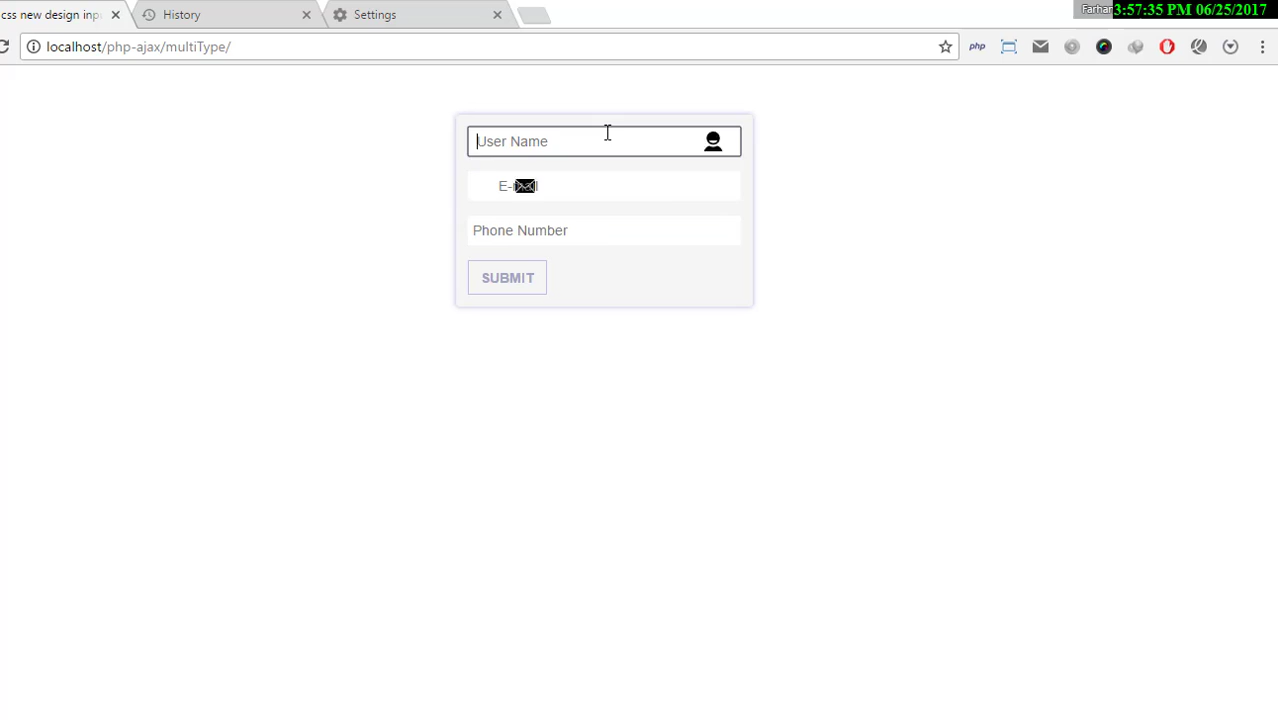 css new design inp
History
Settings
Farhan
3:57:35 PM 06/25/2017
localhost/php-ajax/multiType/
php
User Name
Phone Number
SUBMIT